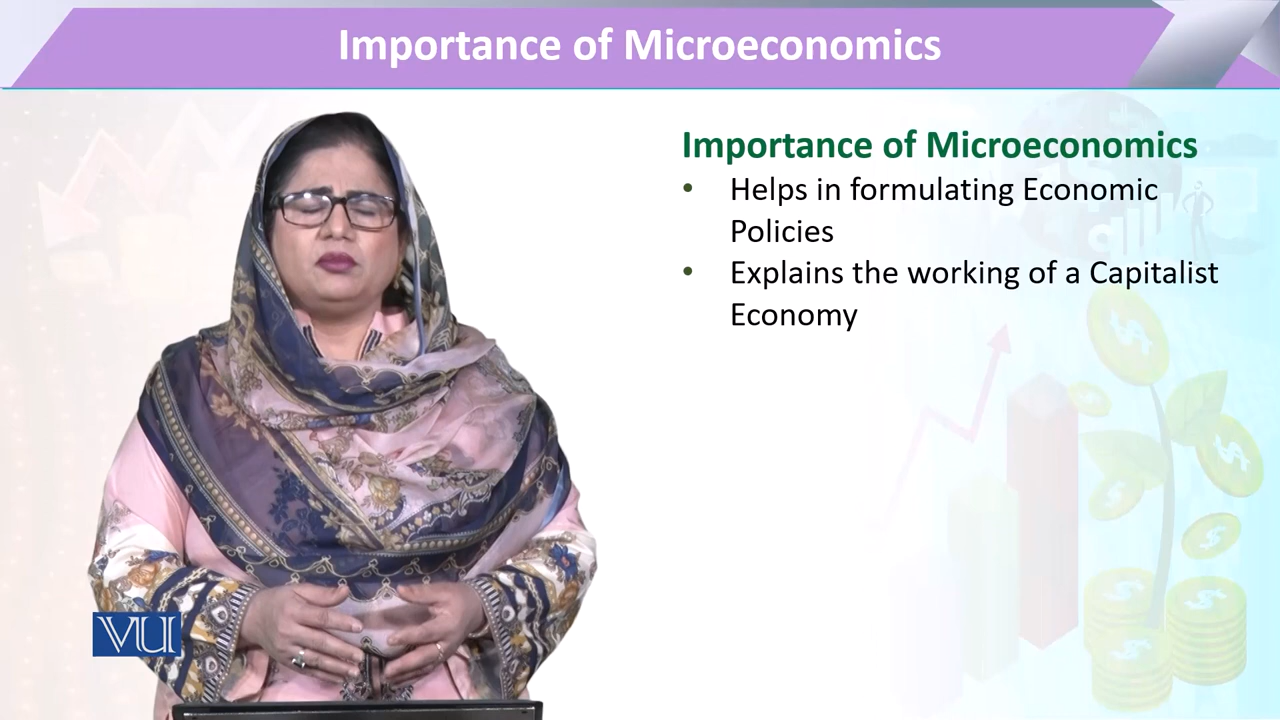 Importance of Microeconomics
Importance of Microeconomics
• Helps in formulating Economic
Policies
• Explains the working of a Capitalist
Economy
VU